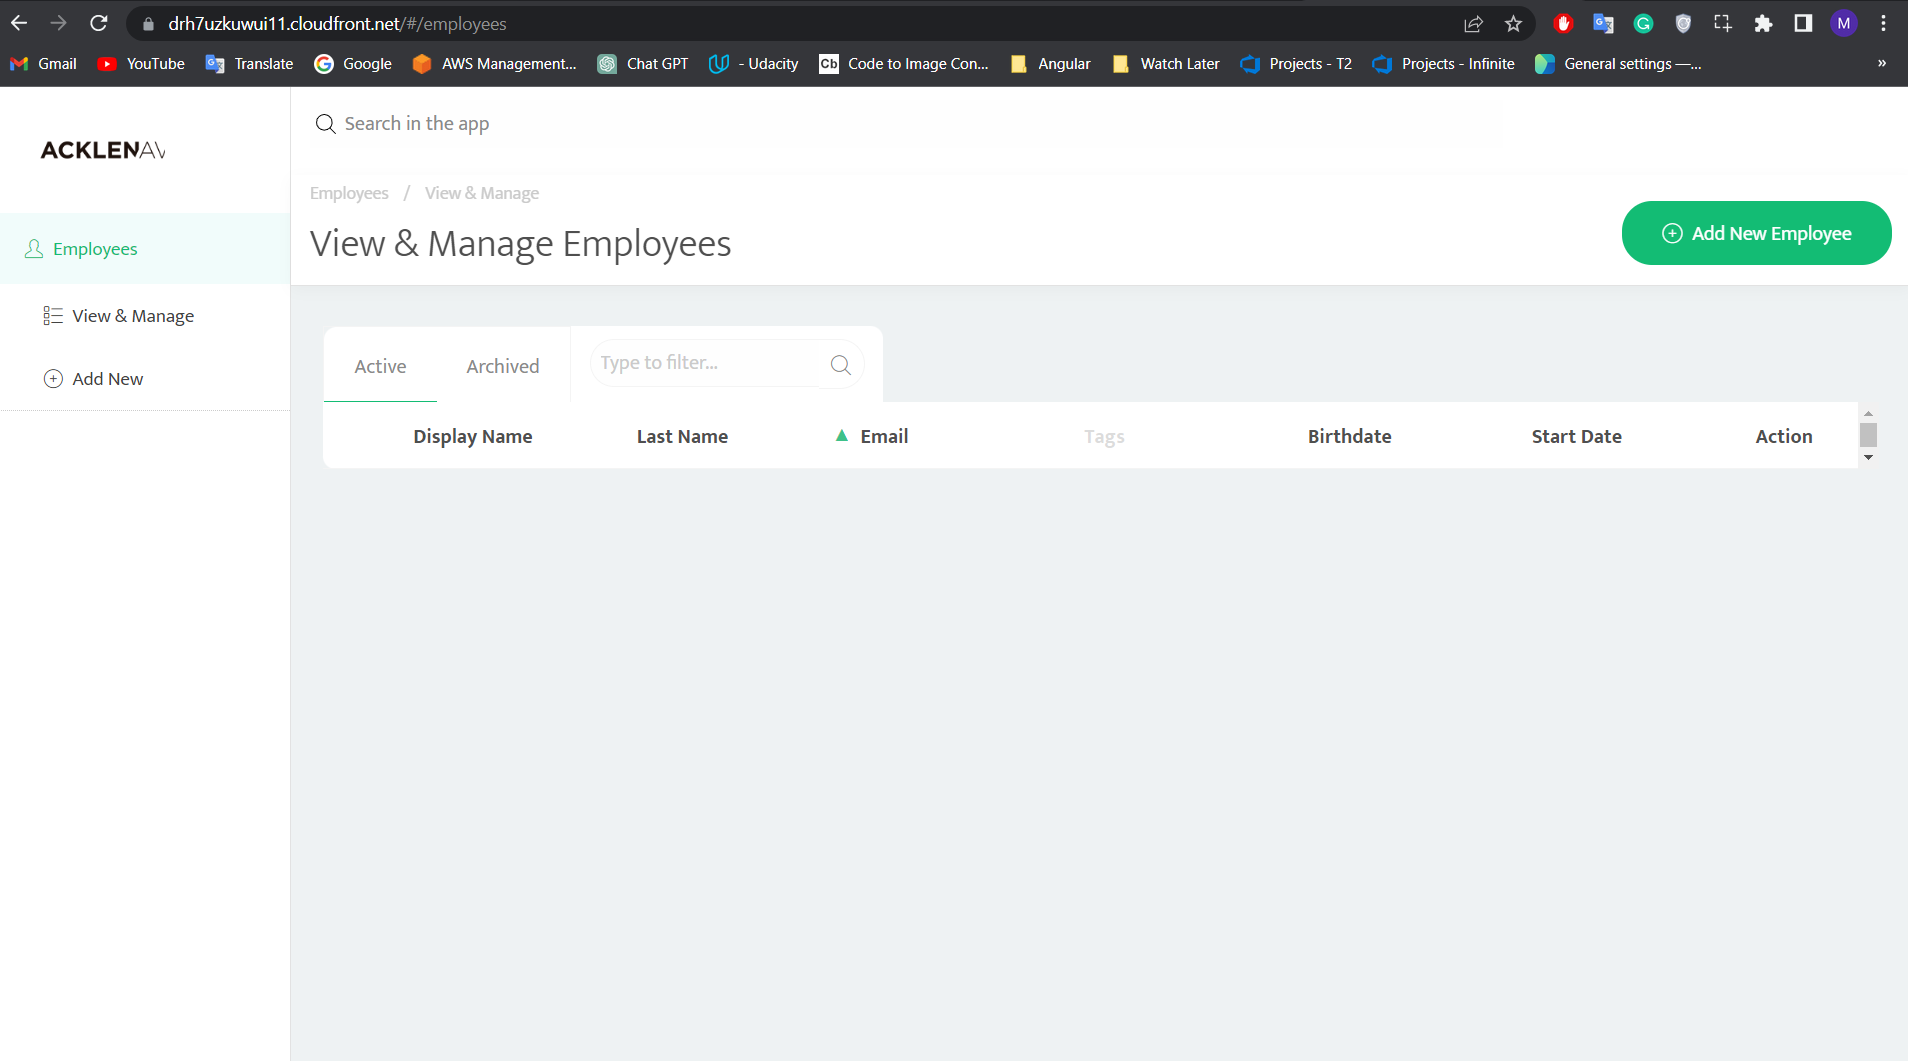 drh7uzkuwui11.cloudfront.net/#/employees
M
Gmail YouTube Translate Google AWS Management... Chat GPT - Udacity Cb Code to Image Con... Angular Watch Later Projects - T2 Projects - Infinite General settings —... »
ACKLENAV
Search in the app
Employees / View & Manage
View & Manage Employees
Add New Employee
Employees
View & Manage
Add New
Active Archived Type to filter...
Display Name Last Name Email Tags Birthdate Start Date Action